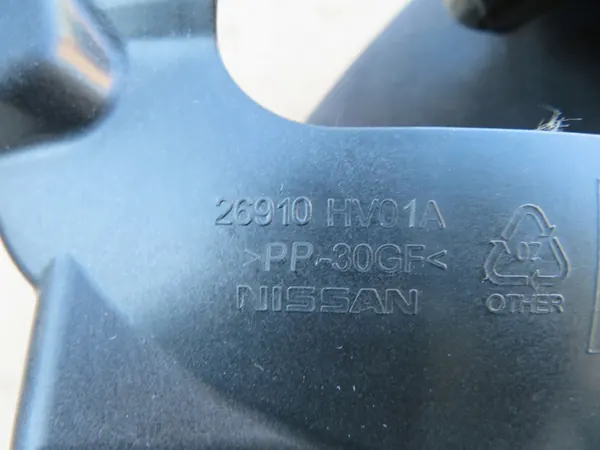 26910 HV01A
>PP-30GF<
NISSAN
07
OTHER